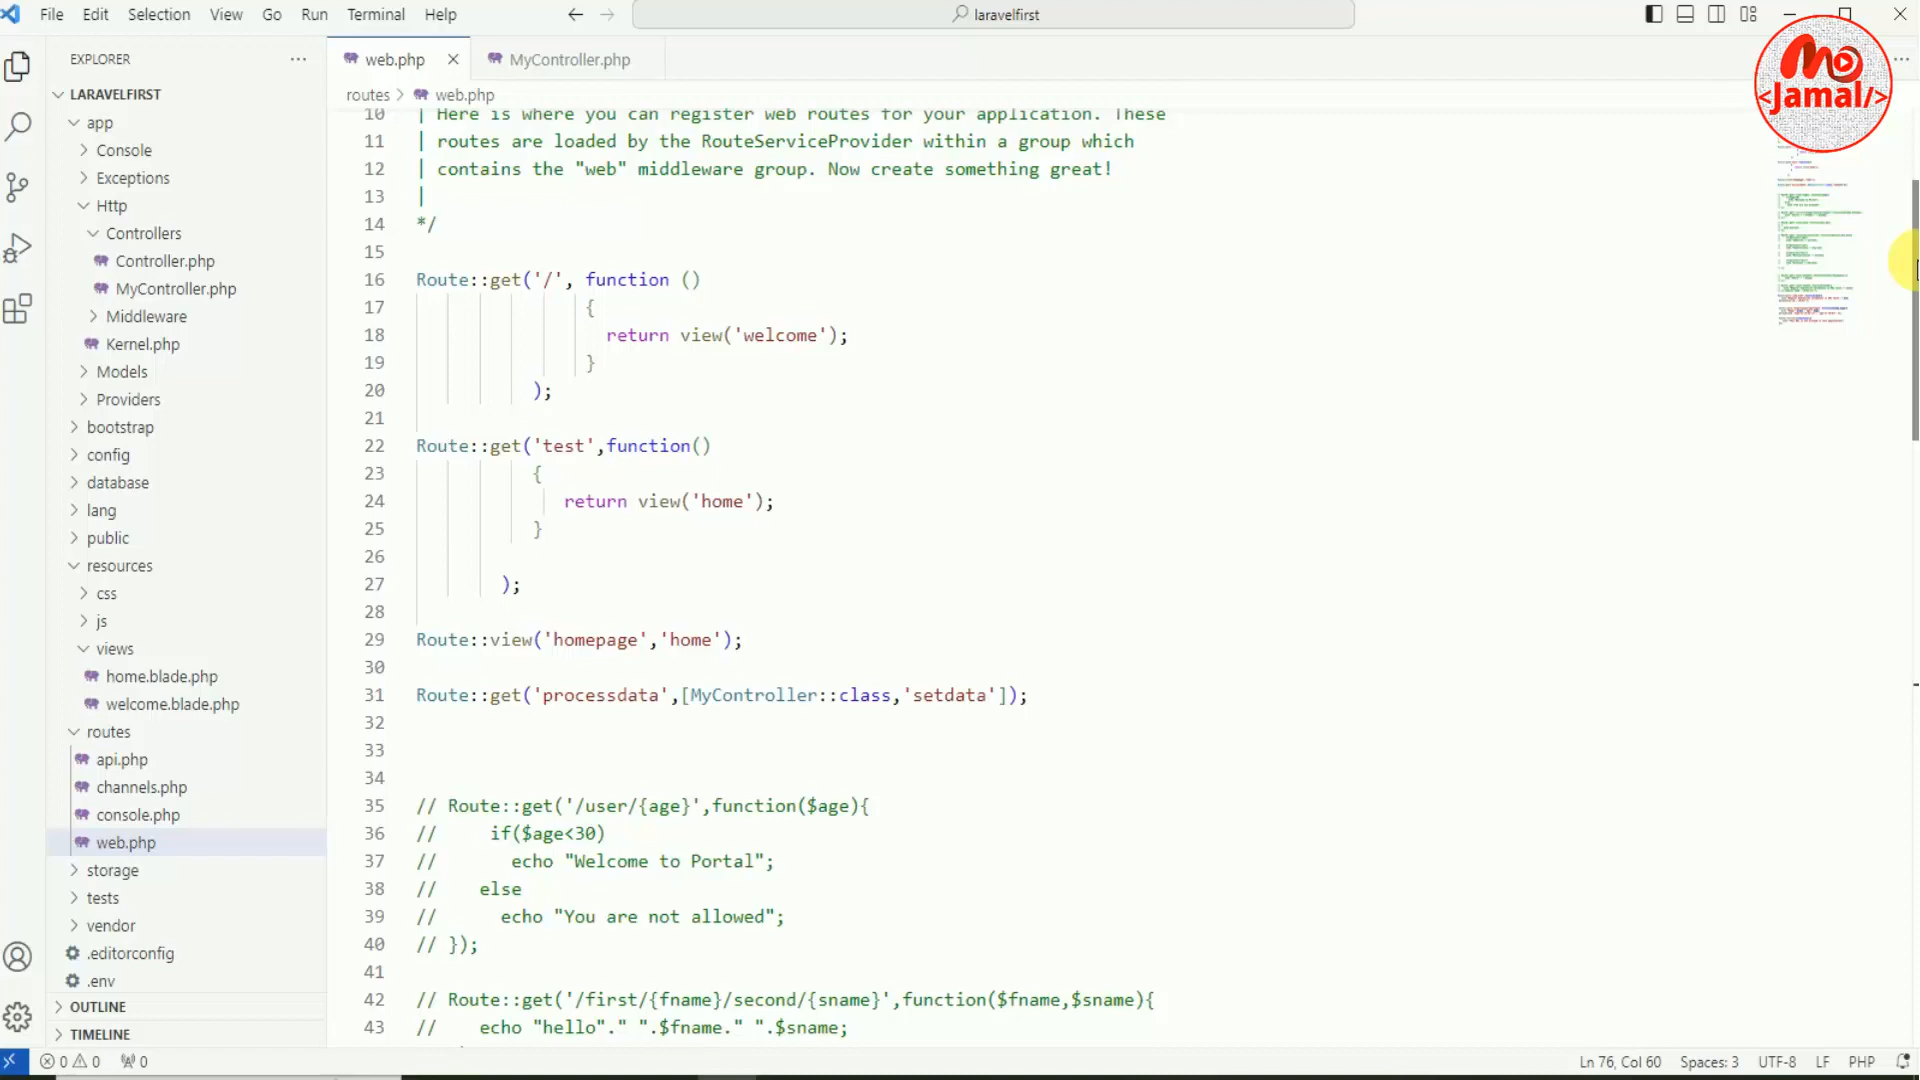 File Edit Selection View Go Run Terminal Help
laravelfirst
EXPLORER
web.php
MyController.php
Mo
<Jamal/>
LARAVELFIRST
app
Console
Exceptions
Http
Controllers
Controller.php
MyController.php
Middleware
Kernel.php
Models
Providers
bootstrap
config
database
lang
public
resources
css
js
views
home.blade.php
welcome.blade.php
routes
api.php
channels.php
console.php
web.php
storage
tests
vendor
.editorconfig
.env
OUTLINE
TIMELINE
routes > web.php
10 | Here is where you can register web routes for your application. These
11 | routes are loaded by the RouteServiceProvider within a group which
12 | contains the "web" middleware group. Now create something great!
13 |
14 */
15
16 Route::get('/', function ()
17 {
18 return view('welcome');
19 }
20 );
21
22 Route::get('test',function()
23 {
24 return view('home');
25 }
26
27 );
28
29 Route::view('homepage','home');
30
31 Route::get('processdata',[MyController::class,'setdata']);
32
33
34
35 // Route::get('/user/{age}',function($age){
36 // if($age<30)
37 // echo "Welcome to Portal";
38 // else
39 // echo "You are not allowed";
40 // });
41
42 // Route::get('/first/{fname}/second/{sname}',function($fname,$sname){
43 // echo "hello"." ".$fname." ".$sname;
0 0 0
Ln 76, Col 60 Spaces: 3 UTF-8 LF PHP